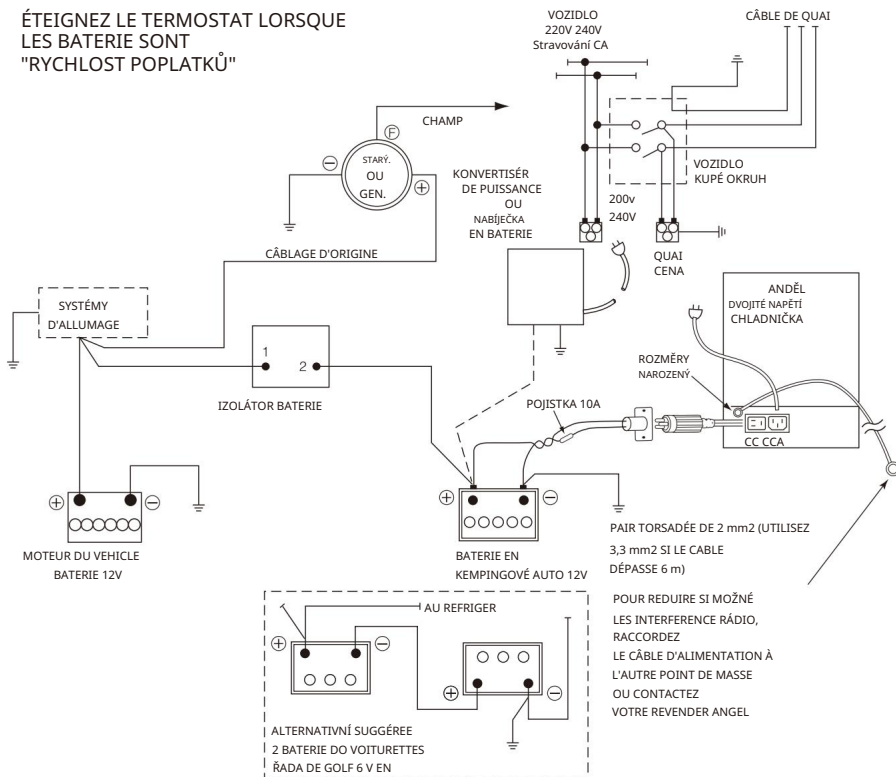 ÉTEIGNEZ LE TERMOSTAT LORSQUE
LES BATERIE SONT
"RYCHLOST POPLATKŮ"
VOZIDLO
220V 240V
Stravování CA
CÂBLE DE QUAI
CHAMP
F
STARÝ.
OU
GEN.
KONVERTISÉR
DE PUISSANCE
OU
NABÍJEČKA
EN BATERIE
VOZIDLO
KUPÉ OKRUH
200v
240V
QUAI
CENA
CÂBLAGE D'ORIGINE
SYSTÉMY
D'ALLUMAGE
1
2
IZOLÁTOR BATERIE
ANDĚL
DVOJITÉ NAPĚTÍ
CHLADNIČKA
ROZMĚRY
NAROZENÝ
POJISTKA 10A
CC CCA
MOTEUR DU VEHICLE
BATERIE 12V
BATERIE EN
KEMPINGOVÉ AUTO 12V
PAIR TORSADÉE DE 2 mm2 (UTILISEZ
3,3 mm2 SI LE CABLE
DÉPASSE 6 m)
POUR REDUIRE SI MOŽNÉ
LES INTERFERENCE RÁDIO,
RACCORDEZ
LE CÂBLE D'ALIMENTATION À
L'AUTRE POINT DE MASSE
OU CONTACTEZ
VOTRE REVENDER ANGEL
AU REFRIGER
ALTERNATIVNÍ SUGGÉREE
2 BATERIE DO VOITURETTES
ŘADA DE GOLF 6 V EN